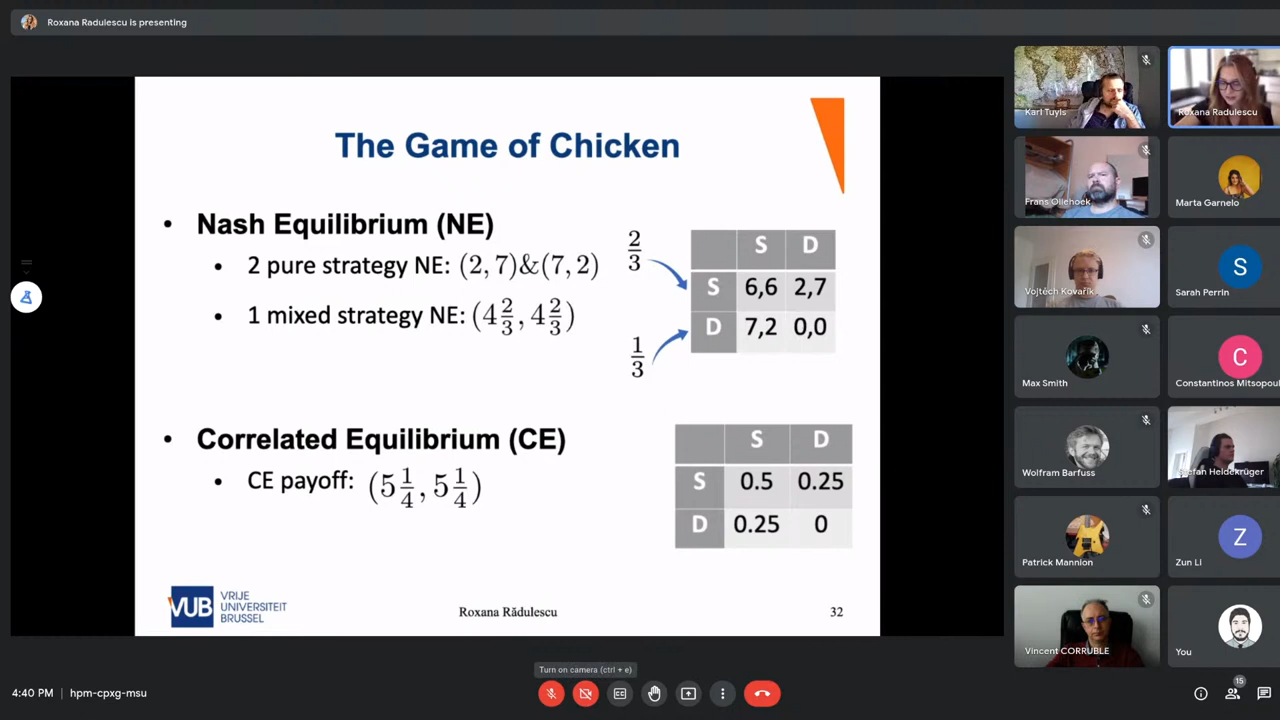 Roxana Radulescu is presenting
The Game of Chicken
• Nash Equilibrium (NE)
• 2 pure strategy NE: (2, 7)&(7, 2)
• 1 mixed strategy NE: (4 2/3, 4 2/3)
2/3
1/3
S D
S 6,6 2,7
D 7,2 0,0
• Correlated Equilibrium (CE)
• CE payoff: (5 1/4, 5 1/4)
S D
S 0.5 0.25
D 0.25 0
VUB
VRIJE
UNIVERSITEIT
BRUSSEL
Roxana Rădulescu
32
Karl Tuyls
Roxana Radulescu
Frans Oliehoek
Marta Garnelo
Vojtěch Kovařík
S
Sarah Perrin
Max Smith
C
Constantinos Mitsopoul
Wolfram Barfuss
Stefan Heidekrüger
Patrick Mannion
Z
Zun Li
Vincent CORRUBLE
You
Turn on camera (ctrl + e)
4:40 PM | hpm-cpxg-msu
15